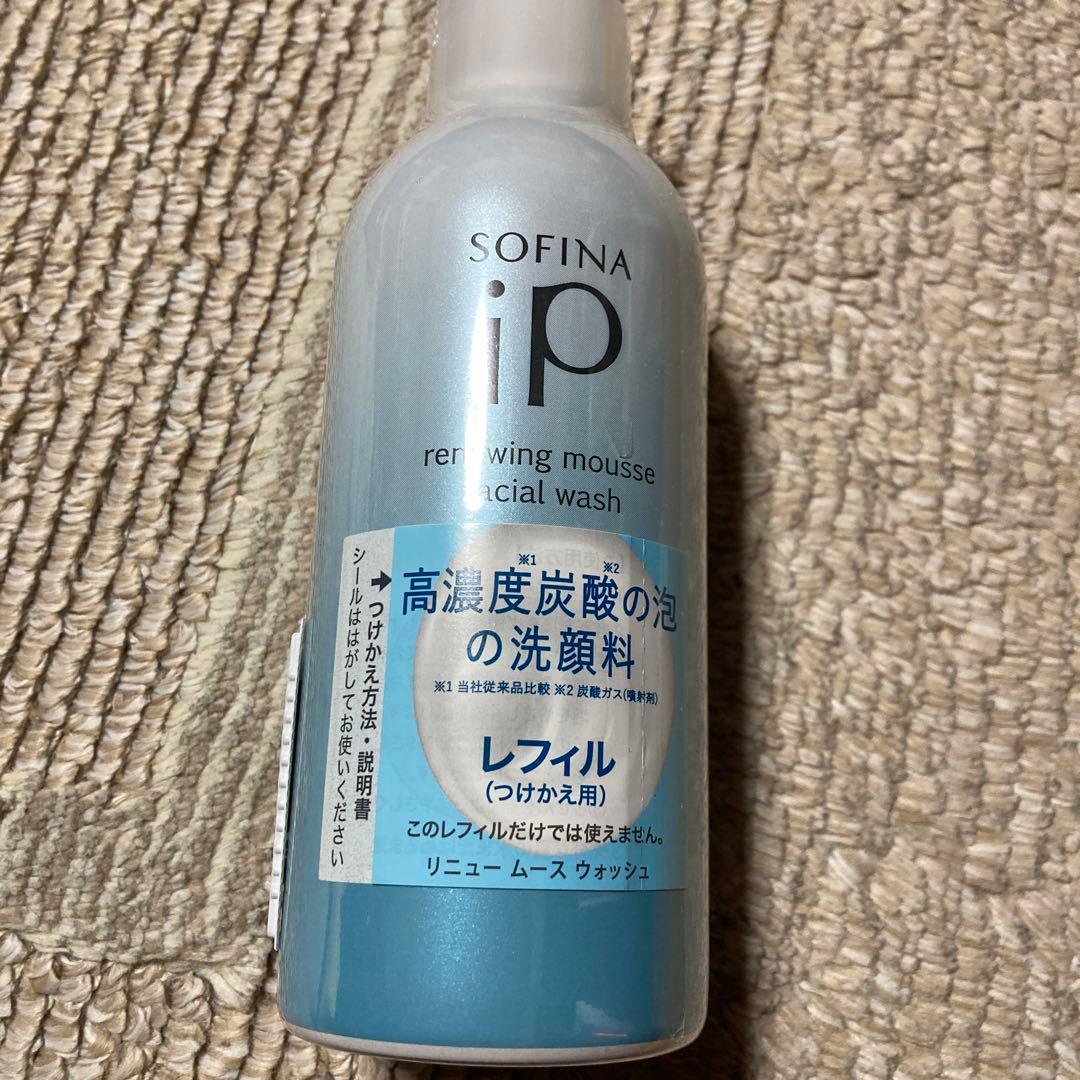 SOFINA
iP
renewing mousse
facial wash
※1 ※2
高濃度炭酸の泡
の洗顔料
※1 当社従来品比較 ※2 炭酸ガス(噴射剤)
レフィル
(つけかえ用)
このレフィルだけでは使えません。
リニュー ムース ウォッシュ
→つけかえ方法・説明書
シールははがしてお使いください